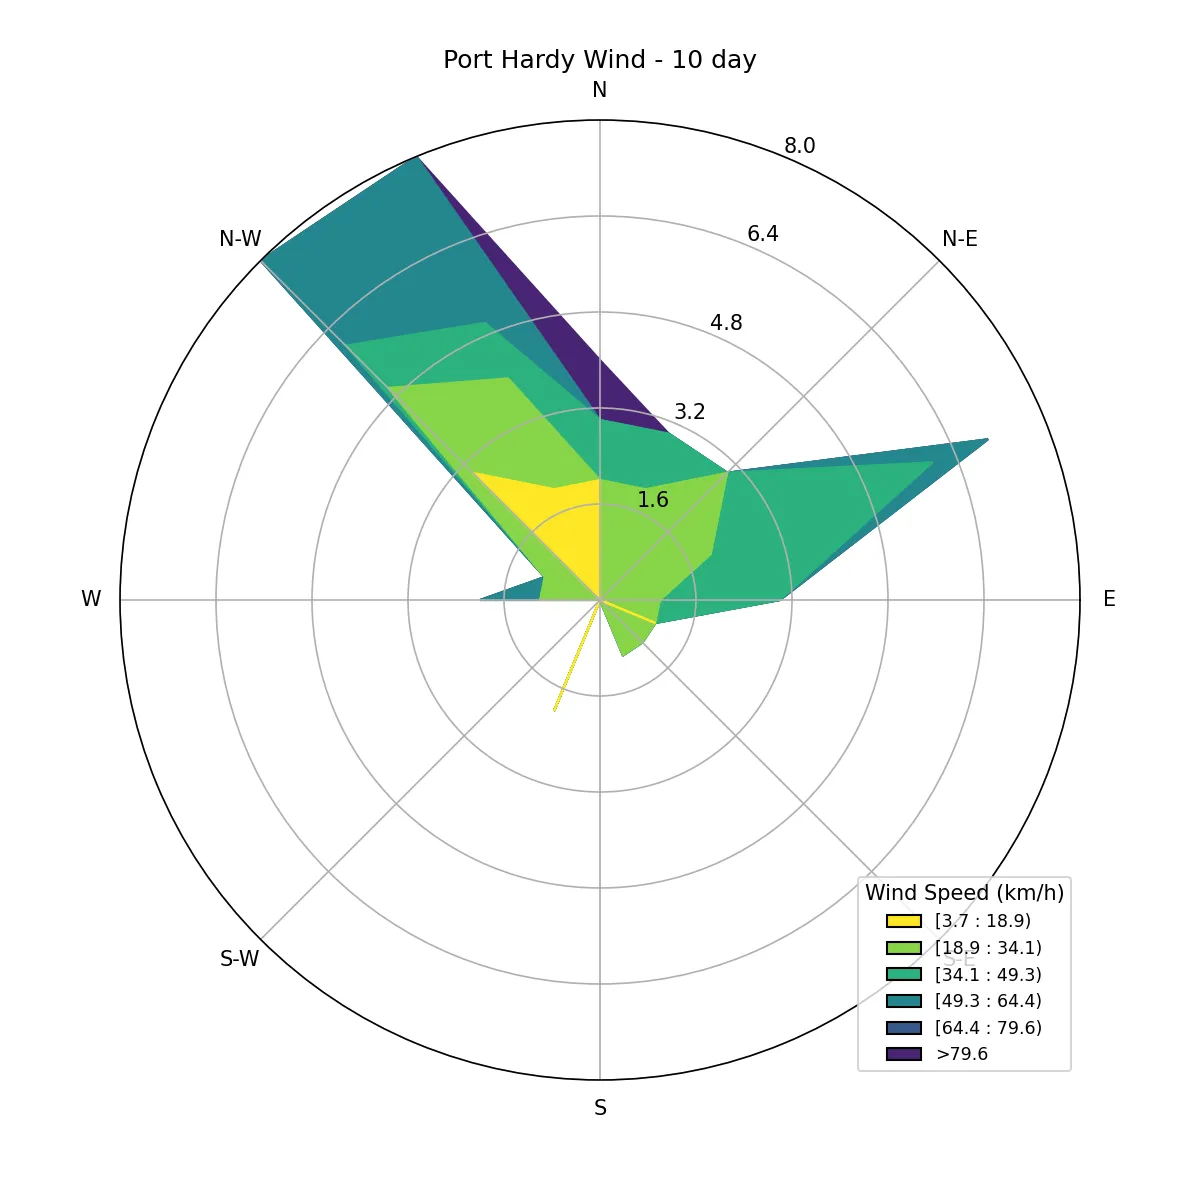 Port Hardy Wind - 10 day
N
8.0
N-W
6.4
N-E
4.8
3.2
1.6
W
E
S-W
S-E
S
Wind Speed (km/h)
[3.7 : 18.9)
[18.9 : 34.1)
[34.1 : 49.3)
[49.3 : 64.4)
[64.4 : 79.6)
>79.6